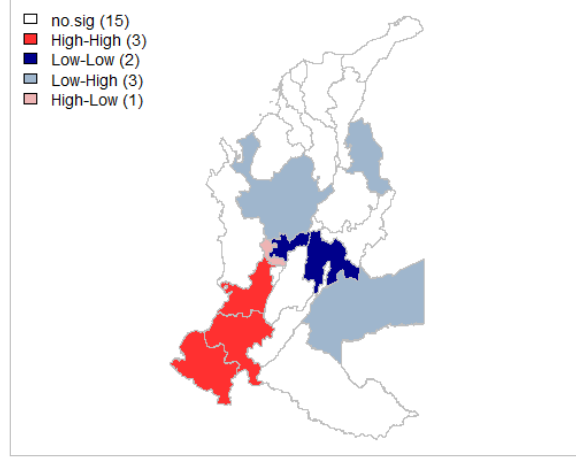 no.sig (15)
High-High (3)
Low-Low (2)
Low-High (3)
High-Low (1)